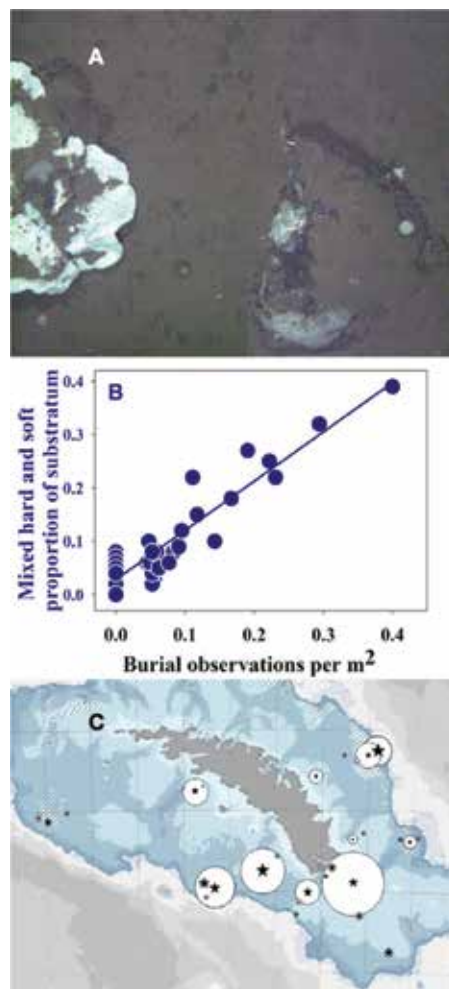 A
B
Mixed hard and soft
proportion of substratum
0.4
0.3
0.2
0.1
0.0
0.0 0.1 0.2 0.3 0.4
Burial observations per m²
C